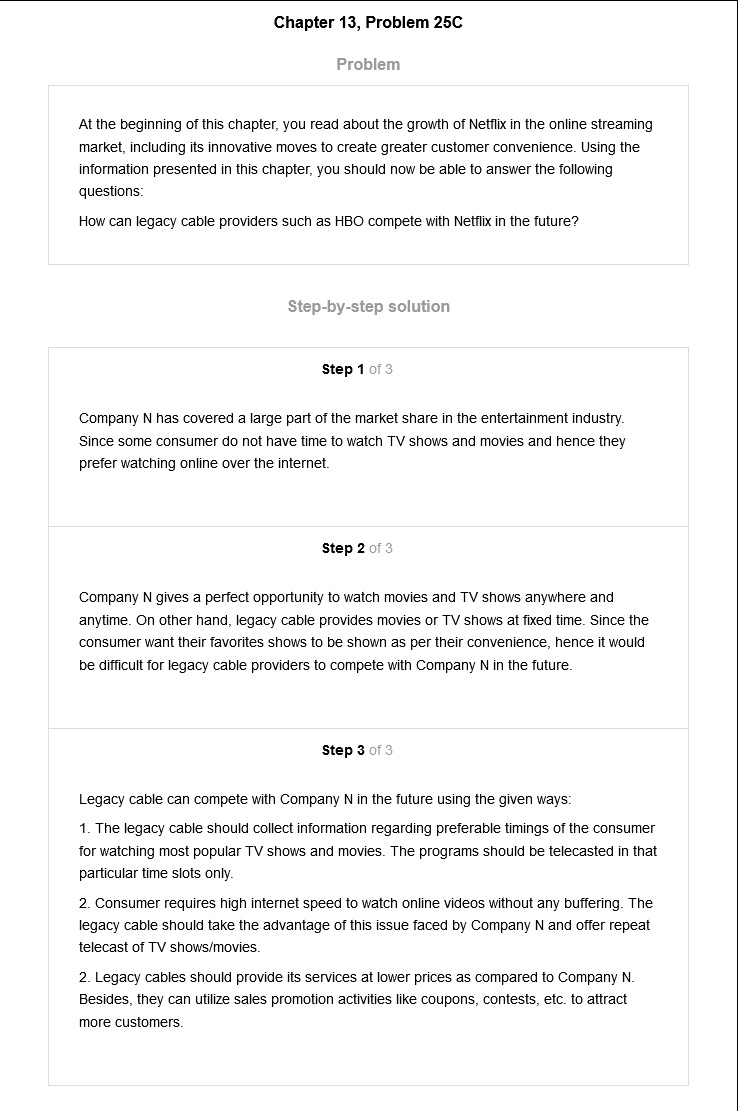 Chapter 13, Problem 25C
Problem
At the beginning of this chapter, you read about the growth of Netflix in the online streaming
market, including its innovative moves to create greater customer convenience. Using the
information presented in this chapter, you should now be able to answer the following
questions:
How can legacy cable providers such as HBO compete with Netflix in the future?
Step-by-step solution
Step 1 of 3
Company N has covered a large part of the market share in the entertainment industry.
Since some consumer do not have time to watch TV shows and movies and hence they
prefer watching online over the internet.
Step 2 of 3
Company N gives a perfect opportunity to watch movies and TV shows anywhere and
anytime. On other hand, legacy cable provides movies or TV shows at fixed time. Since the
consumer want their favorites shows to be shown as per their convenience, hence it would
be difficult for legacy cable providers to compete with Company N in the future.
Step 3 of 3
Legacy cable can compete with Company N in the future using the given ways:
1. The legacy cable should collect information regarding preferable timings of the consumer
for watching most popular TV shows and movies. The programs should be telecasted in that
particular time slots only.
2. Consumer requires high internet speed to watch online videos without any buffering. The
legacy cable should take the advantage of this issue faced by Company N and offer repeat
telecast of TV shows/movies.
2. Legacy cables should provide its services at lower prices as compared to Company N.
Besides, they can utilize sales promotion activities like coupons, contests, etc. to attract
more customers.